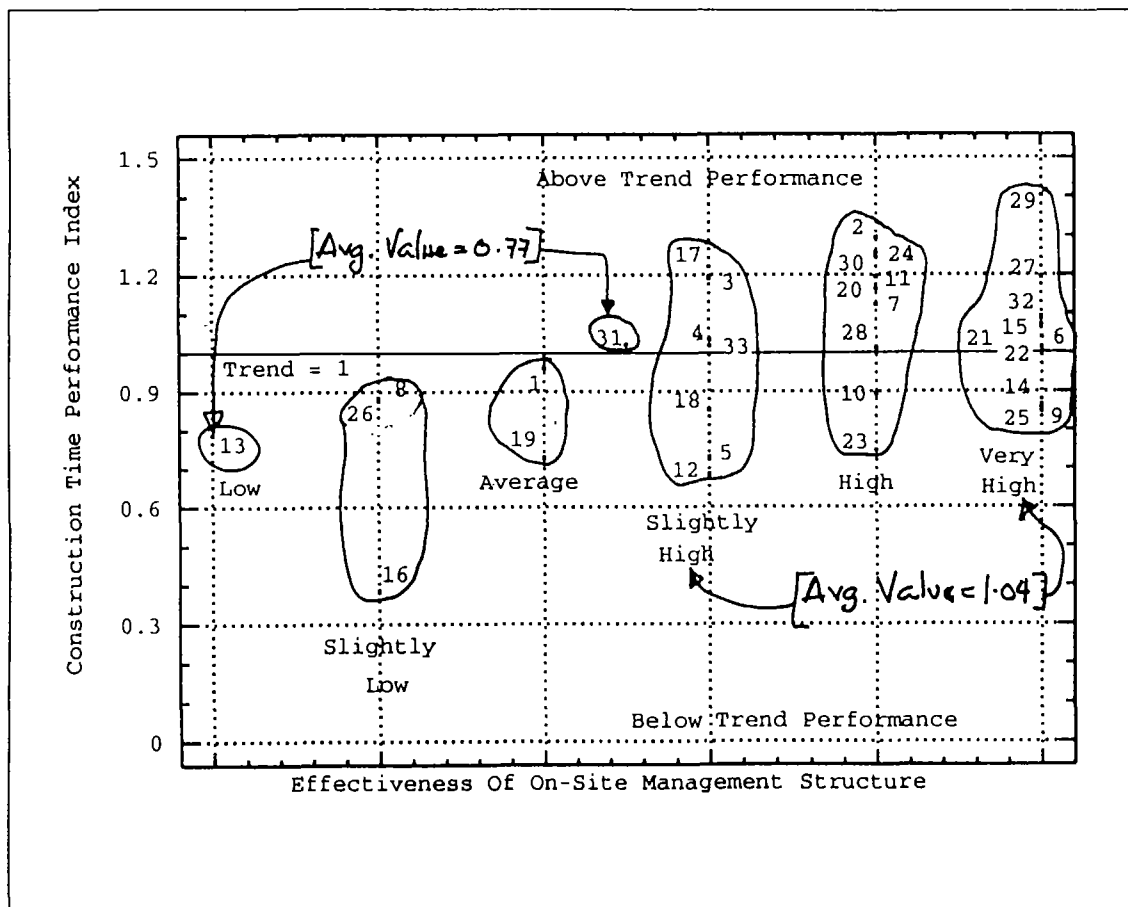 1.5
Above Trend Performance
29
2
[Avg. Value = 0.77]
17
24
30
27
1.2
3
11
20
7
32
31
4
33
28
21
15
6
22
Trend = 1
0.9
8
1
26
18
10
14
13
19
12
5
23
25
9
Low
Average
High
Very
High
0.6
Slightly
High
16
[Avg. Value = 1.04]
0.3
Slightly
Low
Below Trend Performance
0
Construction Time Performance Index
Effectiveness Of On-Site Management Structure